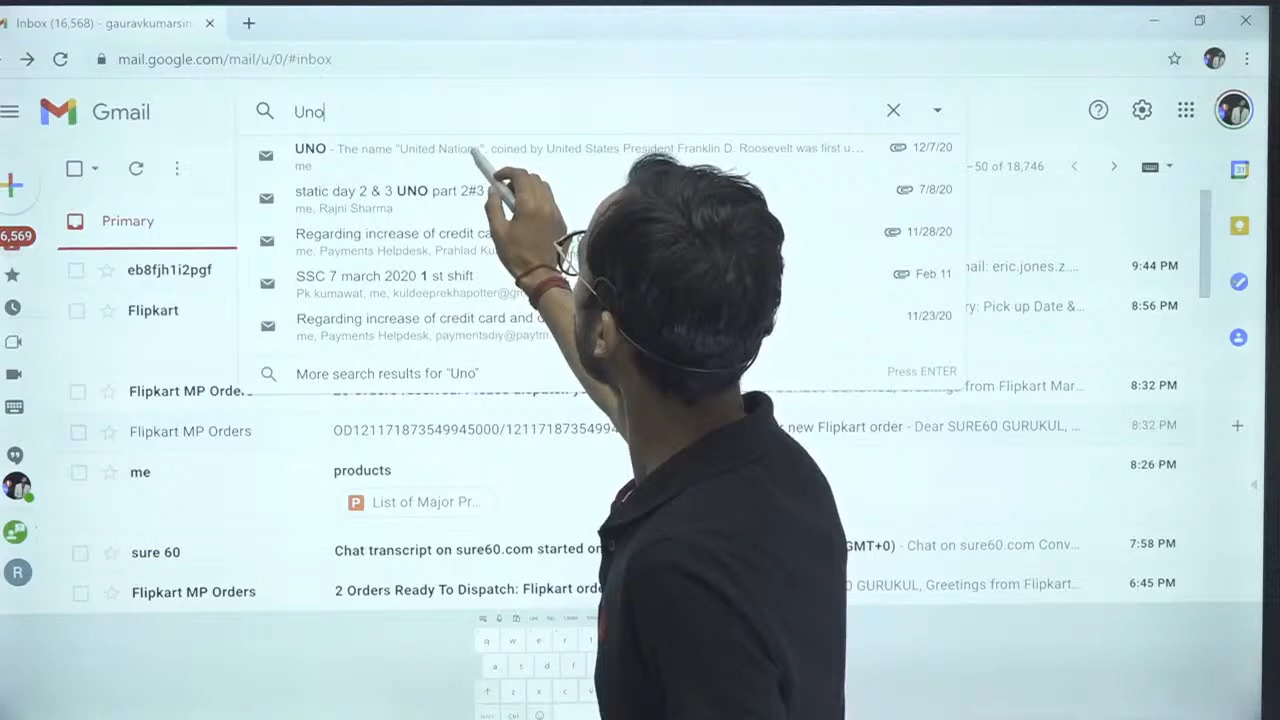 Inbox (16,568) - gauravkumarsin
mail.google.com/mail/u/0/#inbox
Gmail
Uno
UNO - The name "United Nations", coined by United States President Franklin D. Roosevelt was first u…
12/7/20
me
static day 2 & 3 UNO part 2#3
7/8/20
me, Rajni Sharma
Regarding increase of credit ca
11/28/20
me, Payments Helpdesk, Prahlad Ku
SSC 7 march 2020 1 st shift
Feb 11
Pk kumawat, me, kuldeeprekhapotter@gm
Regarding increase of credit card and
11/23/20
me, Payments Helpdesk, paymentsdiy@paytm
More search results for "Uno"
Press ENTER
-50 of 18,746
31
6,569
Primary
eb8fjh1i2pgf
nail: eric.jones.z....
9:44 PM
Flipkart
ry: Pick up Date &...
8:56 PM
Flipkart MP Orders
from Flipkart Mar...
8:32 PM
Flipkart MP Orders
OD121171873549945000/1211718735499
r new Flipkart order - Dear SURE60 GURUKUL, ...
8:32 PM
me
products
8:26 PM
P List of Major Pr...
sure 60
Chat transcript on sure60.com started on
GMT+0) - Chat on sure60.com Conv...
7:58 PM
R
Flipkart MP Orders
2 Orders Ready To Dispatch: Flipkart orde
0 GURUKUL, Greetings from Flipkart...
6:45 PM
q w e r t
a s d f
z x c v
Ctrl